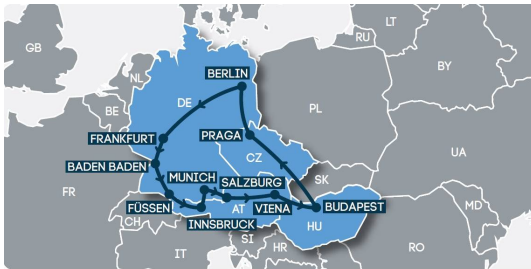 GB
LT
RU
BY
BERLIN
NL
DE
PL
BE
FRANKFURT
PRAGA
CZ
UA
BADEN BADEN
MUNICH
SALZBURG
SK
FR
FÜSSEN
AT
VIENA
BUDAPEST
MD
CH
INNSBRUCK
HU
SI
HR
RO
IT